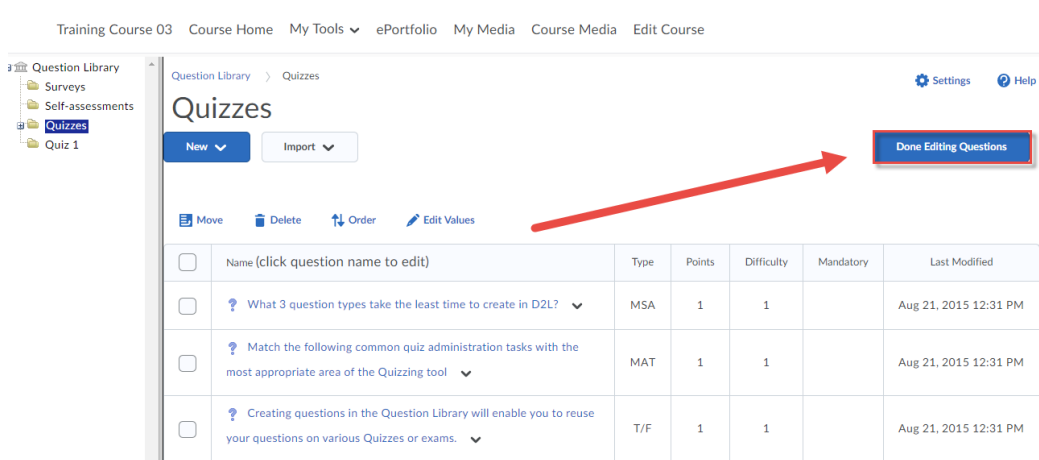 Training Course 03 Course Home My Tools ePortfolio My Media Course Media Edit Course
Question Library
Surveys
Self-assessments
Quizzes
Quiz 1
Question Library > Quizzes
Settings Help
Quizzes
New Import Done Editing Questions
Move Delete Order Edit Values
Name (click question name to edit) Type Points Difficulty Mandatory Last Modified
What 3 question types take the least time to create in D2L? MSA 1 1 Aug 21, 2015 12:31 PM
Match the following common quiz administration tasks with the
most appropriate area of the Quizzing tool MAT 1 1 Aug 21, 2015 12:31 PM
Creating questions in the Question Library will enable you to reuse
your questions on various Quizzes or exams. T/F 1 1 Aug 21, 2015 12:31 PM